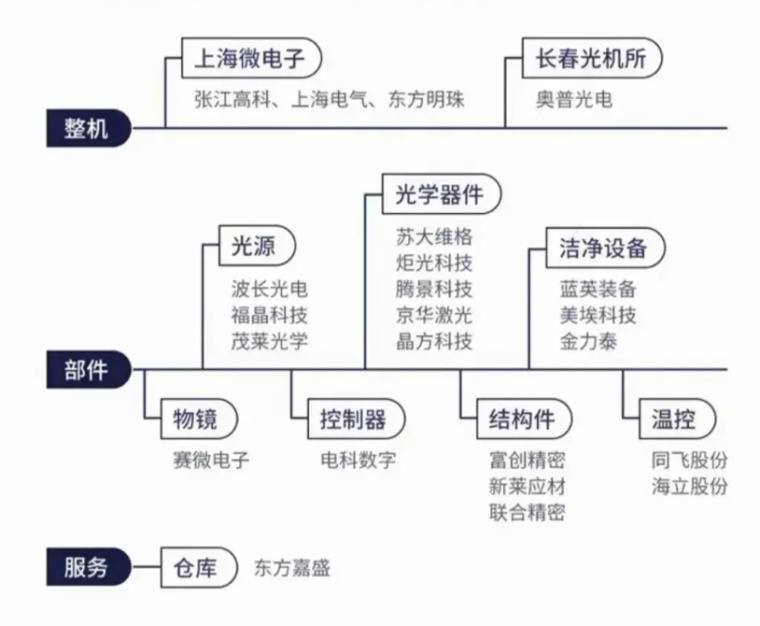 上海微电子
长春光机所
张江高科、上海电气、东方明珠
奥普光电
整机
光学器件
苏大维格
炬光科技
腾景科技
京华激光
晶方科技
光源
波长光电
福晶科技
茂莱光学
洁净设备
蓝英装备
美埃科技
金力泰
部件
物镜
赛微电子
控制器
电科数字
结构件
富创精密
新莱应材
联合精密
温控
同飞股份
海立股份
服务
仓库
东方嘉盛